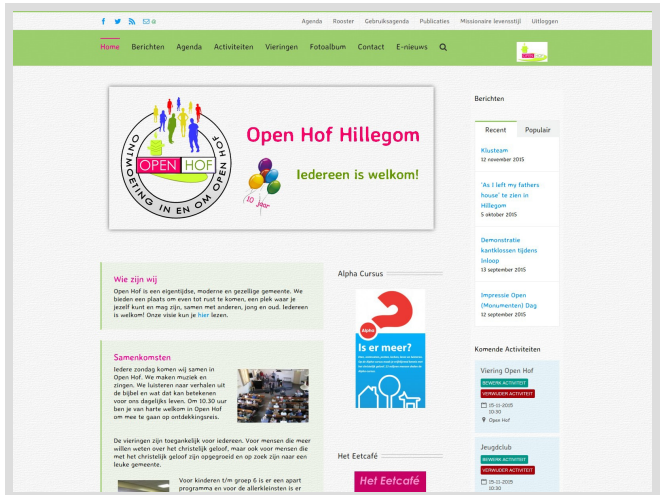 Agenda Rooster Gebruiksagenda Publicaties Missionaire levensstijl Uitloggen
Home Berichten Agenda Activiteiten Vieringen Fotoalbum Contact E-nieuws
ONTMOETING IN EN OM OPEN HOF
OPEN HOF
Open Hof Hillegom
Iedereen is welkom!
10 jaar
Wie zijn wij
Open Hof is een eigentijdse, moderne en gezellige gemeente. We
bieden een plaats om even tot rust te komen, een plek waar je
jezelf kunt en mag zijn, samen met anderen, jong en oud. Iedereen
is welkom! Onze visie kun je hier lezen.
Samenkomsten
Iedere zondag komen wij samen in
Open Hof. We maken muziek en
zingen. We luisteren naar verhalen uit
de bijbel en wat dat kan betekenen
voor ons dagelijks leven. Om 10.30 uur
ben je van harte welkom in Open Hof
om mee te gaan op ontdekkingsreis.
De vieringen zijn toegankelijk voor iedereen. Voor mensen die meer
willen weten over het christelijk geloof, maar ook voor mensen die
met het christelijk geloof zijn opgegroeid en op zoek zijn naar een
leuke gemeente.
Voor kinderen t/m groep 6 is er een apart
programma en voor de allerkleinsten is er
Alpha Cursus
Alpha
Is er meer?
Het Eetcafé
Het Eetcafé
Berichten
Recent Populair
Klusteam
12 november 2015
'As I left my fathers
house' te zien in
Hillegom
5 oktober 2015
Demonstratie
kantklossen tijdens
Inloop
13 september 2015
Impressie Open
(Monumenten) Dag
12 september 2015
Komende Activiteiten
Viering Open Hof
BEWERK ACTIVITEIT
VERWIJDER ACTIVITEIT
15-11-2015
10:30
Open Hof
Jeugdclub
BEWERK ACTIVITEIT
VERWIJDER ACTIVITEIT
15-11-2015
10:30